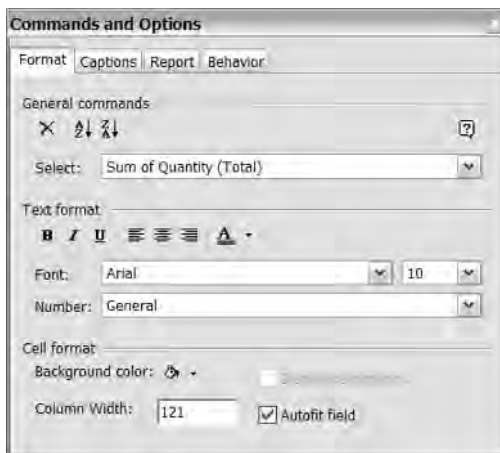 Commands and Options
Format Captions Report Behavior
General commands
Select: Sum of Quantity (Total)
Text format
B I U A
Font: Arial 10
Number: General
Cell format
Background color:
Column Width: 121 Autofit field